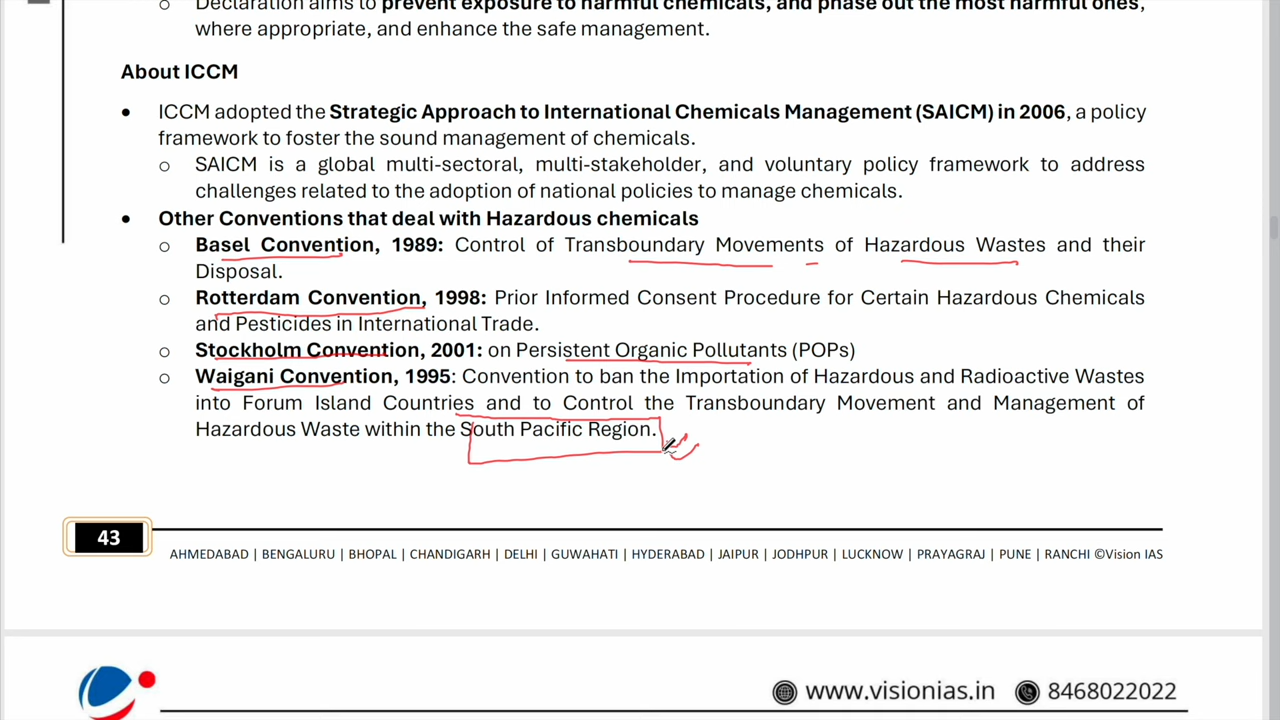 ○ Declaration aims to prevent exposure to harmful chemicals, and phase out the most harmful ones,
where appropriate, and enhance the safe management.
About ICCM
• ICCM adopted the Strategic Approach to International Chemicals Management (SAICM) in 2006, a policy
framework to foster the sound management of chemicals.
○ SAICM is a global multi-sectoral, multi-stakeholder, and voluntary policy framework to address
challenges related to the adoption of national policies to manage chemicals.
• Other Conventions that deal with Hazardous chemicals
○ Basel Convention, 1989: Control of Transboundary Movements of Hazardous Wastes and their
Disposal.
○ Rotterdam Convention, 1998: Prior Informed Consent Procedure for Certain Hazardous Chemicals
and Pesticides in International Trade.
○ Stockholm Convention, 2001: on Persistent Organic Pollutants (POPs)
○ Waigani Convention, 1995: Convention to ban the Importation of Hazardous and Radioactive Wastes
into Forum Island Countries and to Control the Transboundary Movement and Management of
Hazardous Waste within the South Pacific Region.
43
AHMEDABAD | BENGALURU | BHOPAL | CHANDIGARH | DELHI | GUWAHATI | HYDERABAD | JAIPUR | JODHPUR | LUCKNOW | PRAYAGRAJ | PUNE | RANCHI ©Vision IAS
www.visionias.in 8468022022